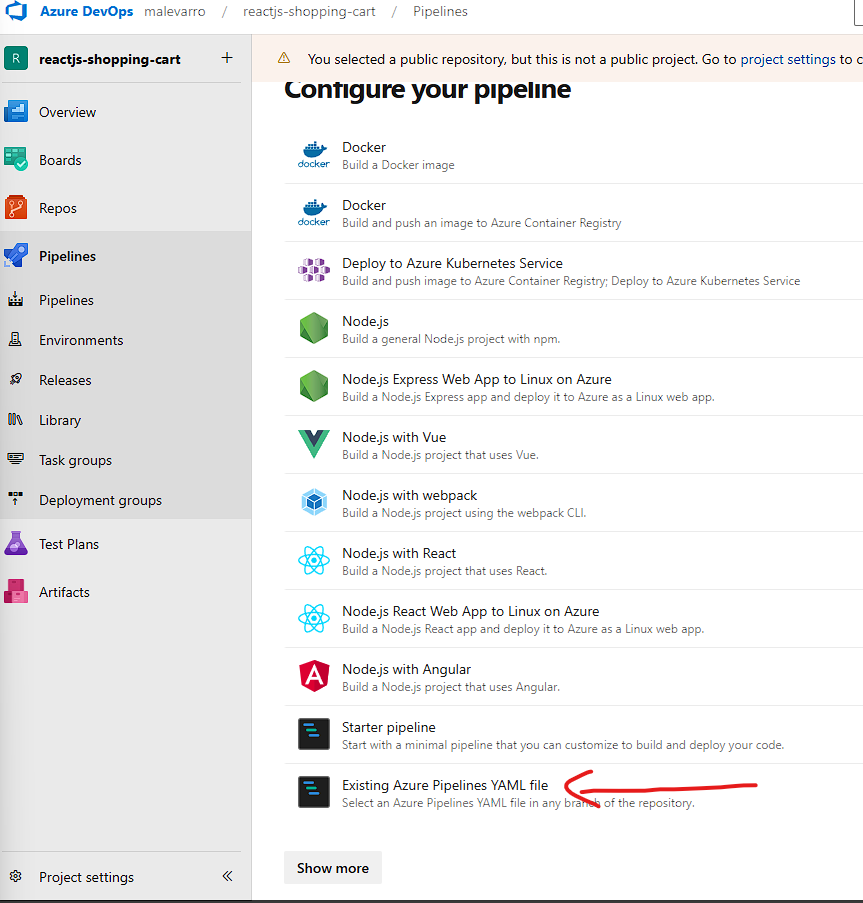 Azure DevOps malevarro / reactjs-shopping-cart / Pipelines
R reactjs-shopping-cart +
You selected a public repository, but this is not a public project. Go to project settings to c
Configure your pipeline
Overview
Boards
Repos
Pipelines
Pipelines
Environments
Releases
Library
Task groups
Deployment groups
Test Plans
Artifacts
Project settings
docker
Docker
Build a Docker image
docker
Docker
Build and push an image to Azure Container Registry
Deploy to Azure Kubernetes Service
Build and push image to Azure Container Registry; Deploy to Azure Kubernetes Service
Node.js
Build a general Node.js project with npm.
Node.js Express Web App to Linux on Azure
Build a Node.js Express app and deploy it to Azure as a Linux web app.
Node.js with Vue
Build a Node.js project that uses Vue.
Node.js with webpack
Build a Node.js project using the webpack CLI.
Node.js with React
Build a Node.js project that uses React.
Node.js React Web App to Linux on Azure
Build a Node.js React app and deploy it to Azure as a Linux web app.
A
Node.js with Angular
Build a Node.js project that uses Angular.
Starter pipeline
Start with a minimal pipeline that you can customize to build and deploy your code.
Existing Azure Pipelines YAML file
Select an Azure Pipelines YAML file in any branch of the repository.
Show more